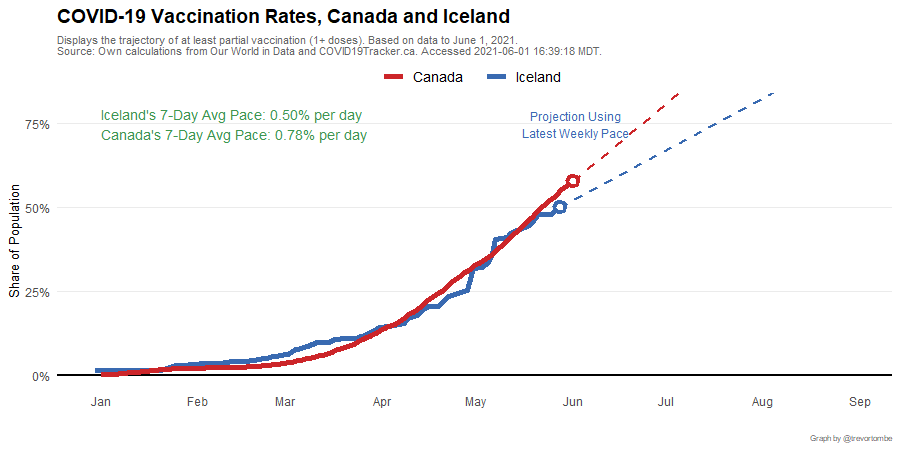 COVID-19 Vaccination Rates, Canada and Iceland
Displays the trajectory of at least partial vaccination (1+ doses). Based on data to June 1, 2021.
Source: Own calculations from Our World in Data and COVID19Tracker.ca. Accessed 2021-06-01 16:39:18 MDT.
Canada Iceland
Iceland's 7-Day Avg Pace: 0.50% per day
Canada's 7-Day Avg Pace: 0.78% per day
Projection Using
Latest Weekly Pace
Share of Population
75%
50%
25%
0%
Jan Feb Mar Apr May Jun Jul Aug Sep
Graph by @trevortombe